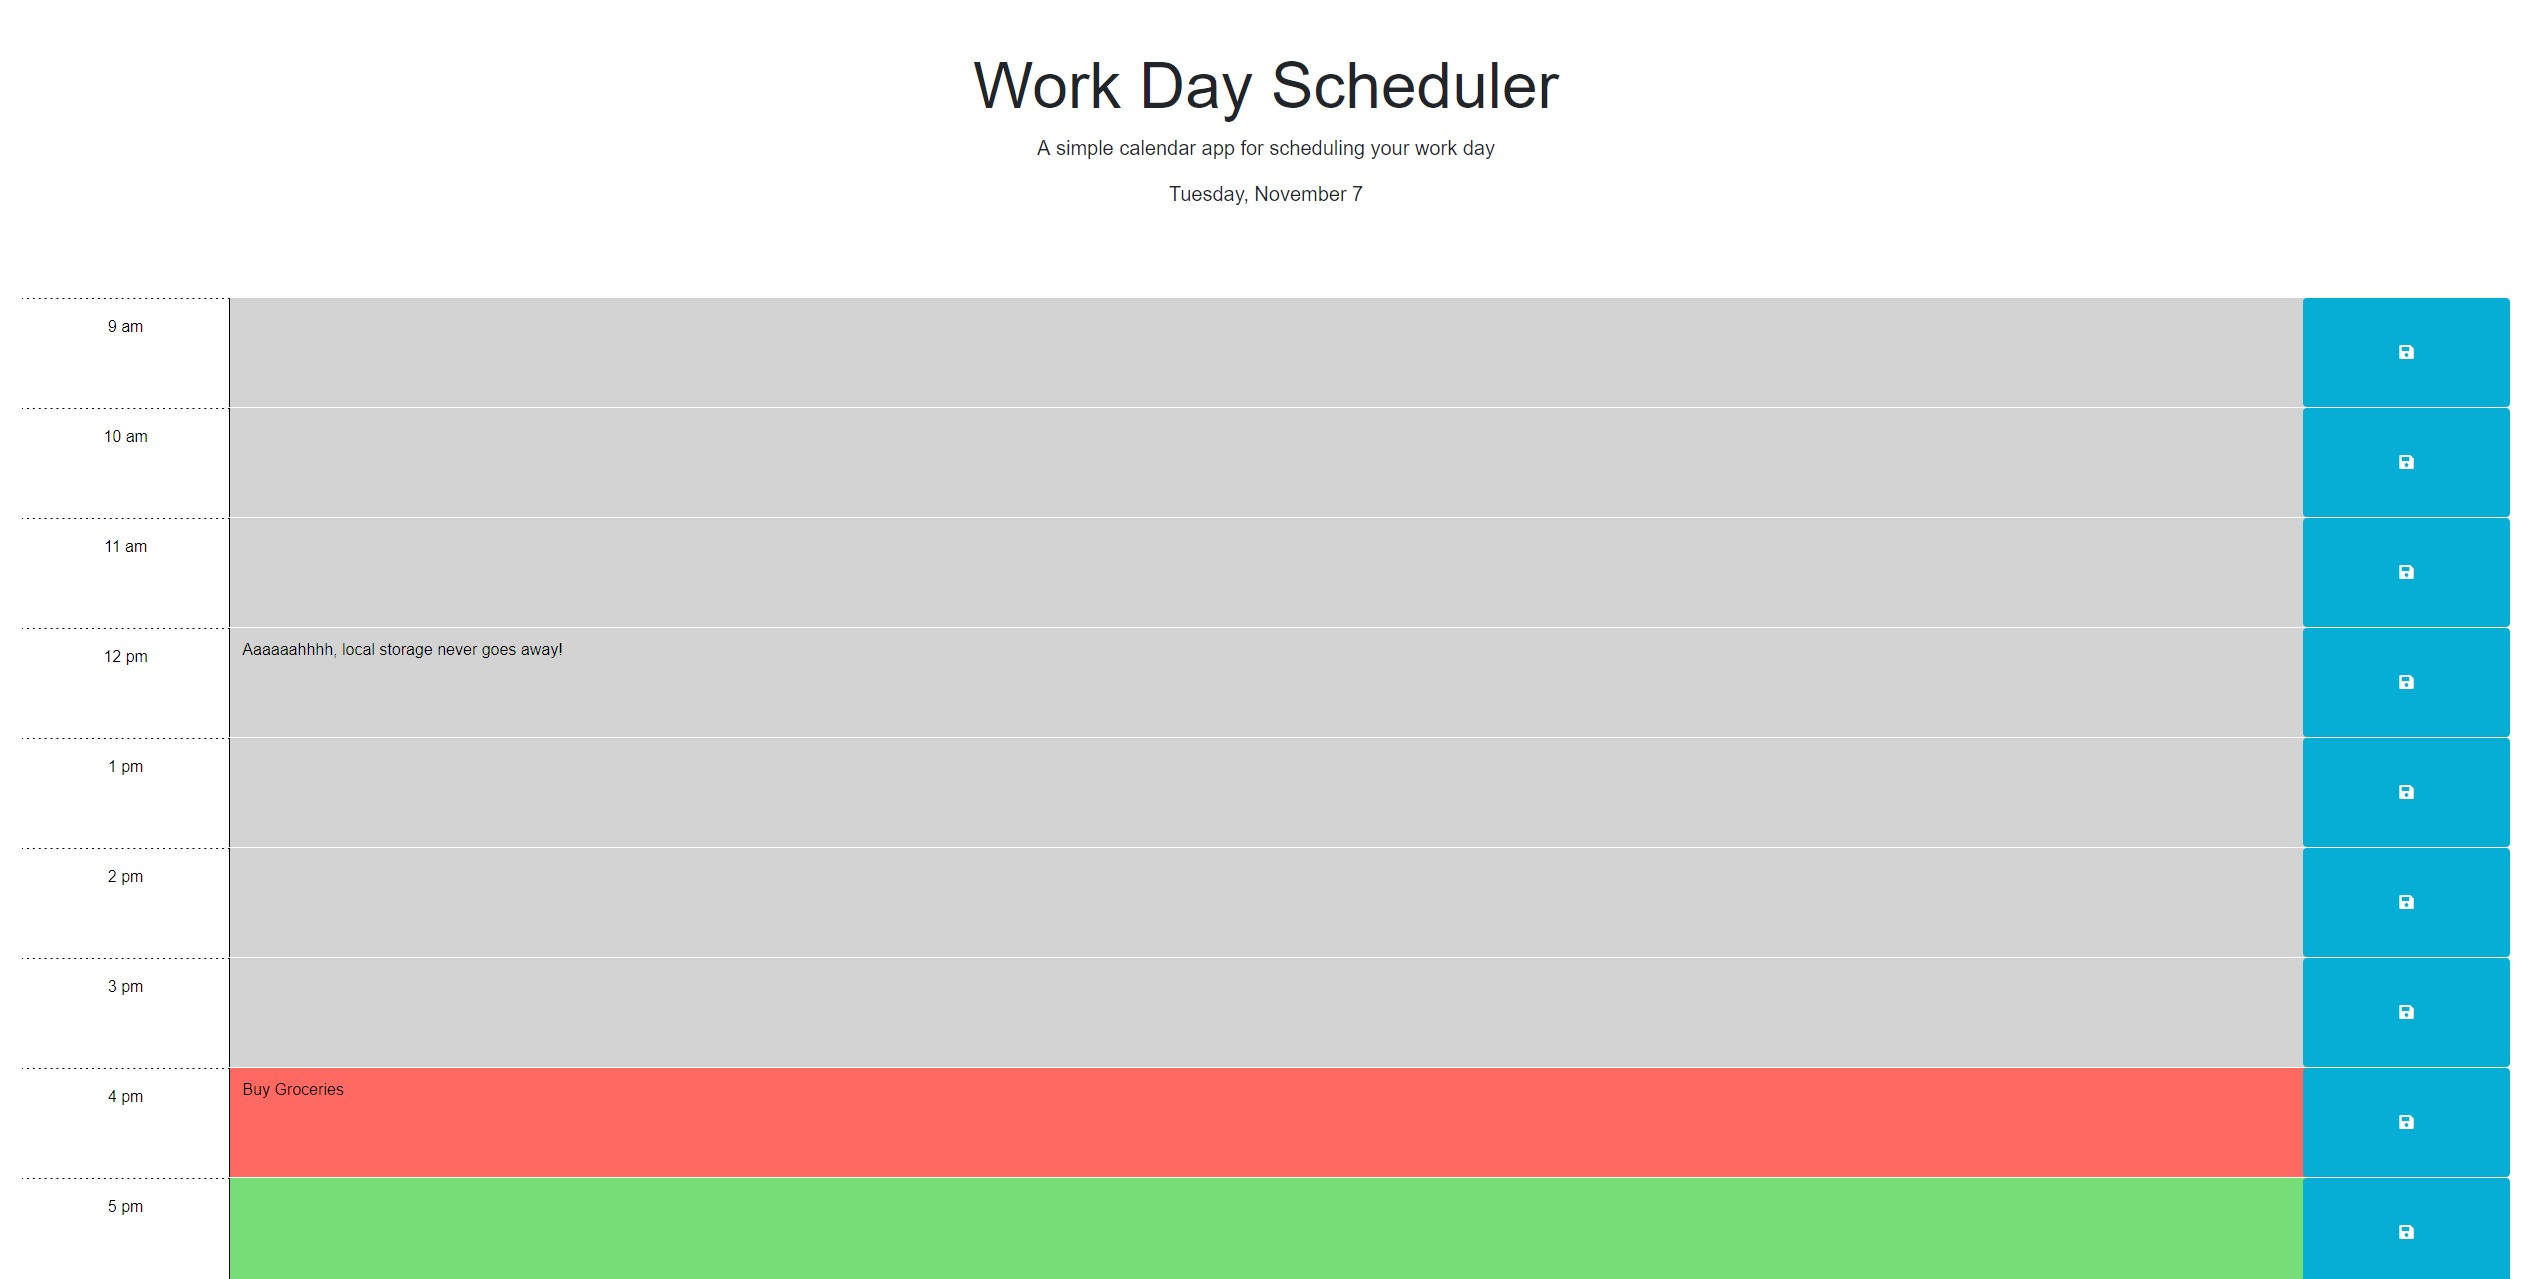 Work Day Scheduler
A simple calendar app for scheduling your work day
Tuesday, November 7
9 am
10 am
11 am
12 pm
Aaaaaahhhh, local storage never goes away!
1 pm
2 pm
3 pm
4 pm
Buy Groceries
5 pm